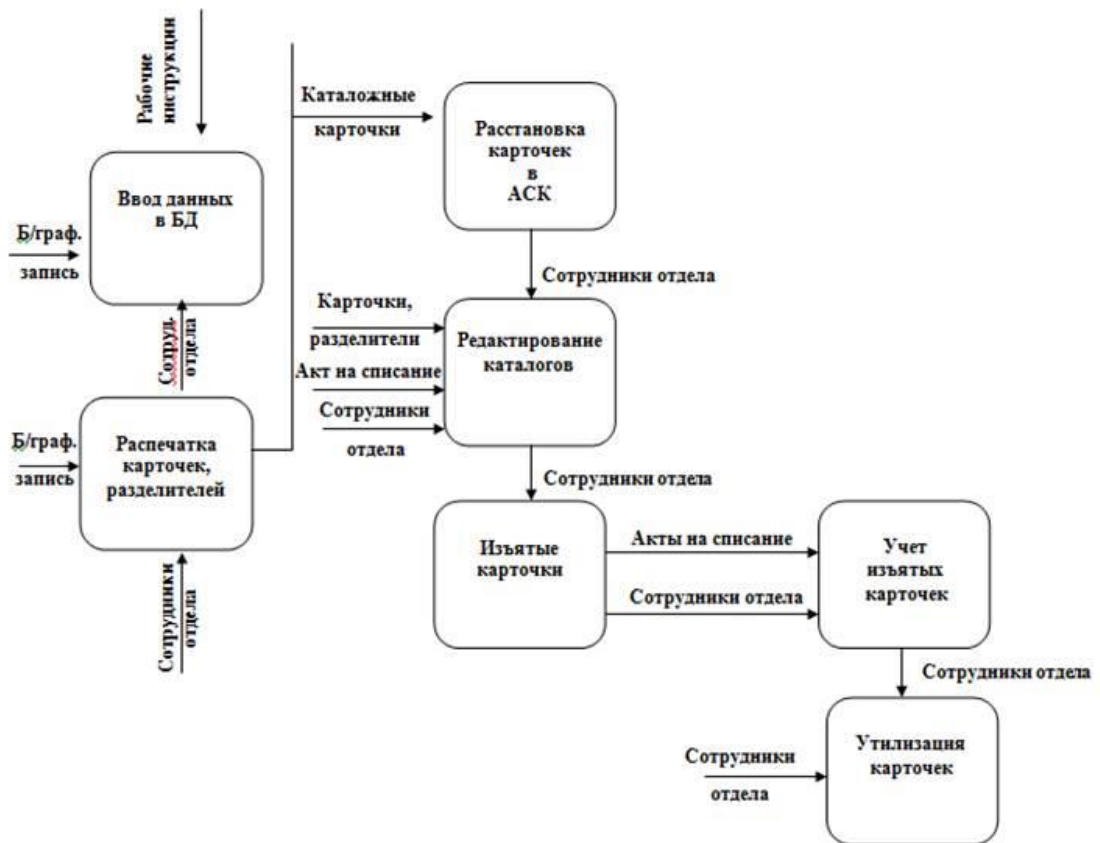 Рабочие
инструкции
Каталожные
карточки
Расстановка
карточек
в
АСК
Ввод данных
в БД
Б/граф.
запись
Сотрудники отдела
Сотруд.
отдела
Карточки,
разделители
Редактирование
каталогов
Акт на списание
Сотрудники
отдела
Б/граф.
запись
Распечатка
карточек,
разделителей
Сотрудники отдела
Изъятые
карточки
Акты на списание
Сотрудники отдела
Учет
изъятых
карточек
Сотрудники
отдела
Сотрудники отдела
Утилизация
карточек
Сотрудники
отдела